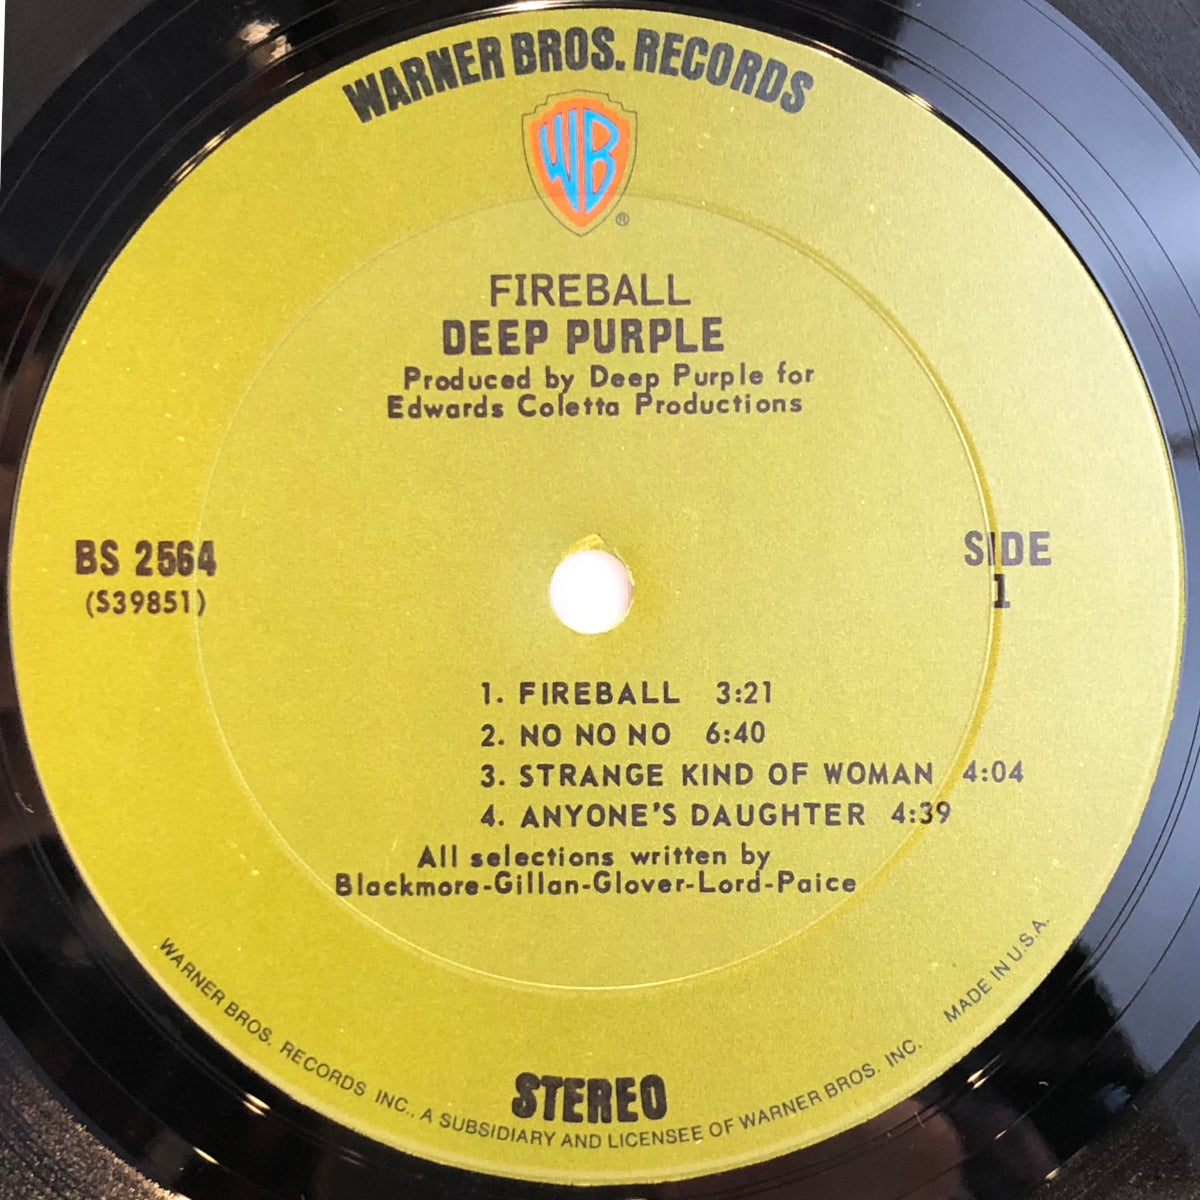 WARNER BROS. RECORDS
WB
®
FIREBALL
DEEP PURPLE
Produced by Deep Purple for
Edwards Coletta Productions
BS 2564
(S39851)
SIDE
1
1. FIREBALL 3:21
2. NO NO NO 6:40
3. STRANGE KIND OF WOMAN 4:04
4. ANYONE'S DAUGHTER 4:39
All selections written by
Blackmore-Gillan-Glover-Lord-Paice
STEREO
WARNER BROS. RECORDS INC., A SUBSIDIARY AND LICENSEE OF WARNER BROS. INC. MADE IN U.S.A.